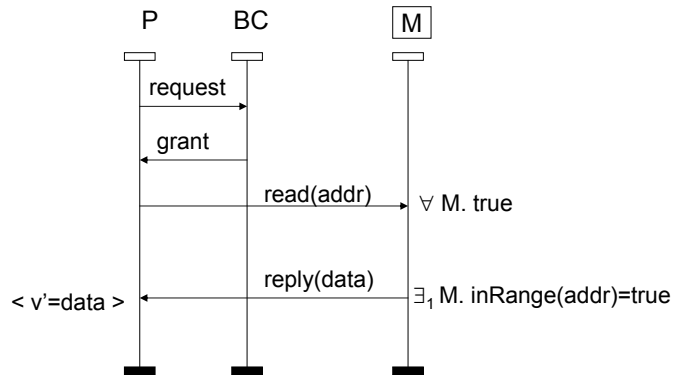 P BC M
request
grant
read(addr) ∀ M. true
reply(data)
< v’=data > ∃₁ M. inRange(addr)=true